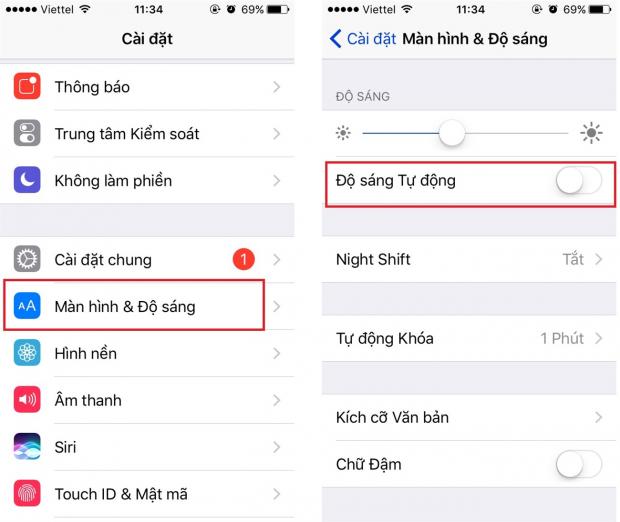 Viettel 11:34 69%
Cài đặt
Thông báo
Trung tâm Kiểm soát
Không làm phiền
Cài đặt chung 1
AA Màn hình & Độ sáng
Hình nền
Âm thanh
Siri
Touch ID & Mật mã
Viettel 11:34 69%
Cài đặt Màn hình & Độ sáng
ĐỘ SÁNG
Độ sáng Tự động
Night Shift Tắt
Tự động Khóa 1 Phút
Kích cỡ Văn bản
Chữ Đậm